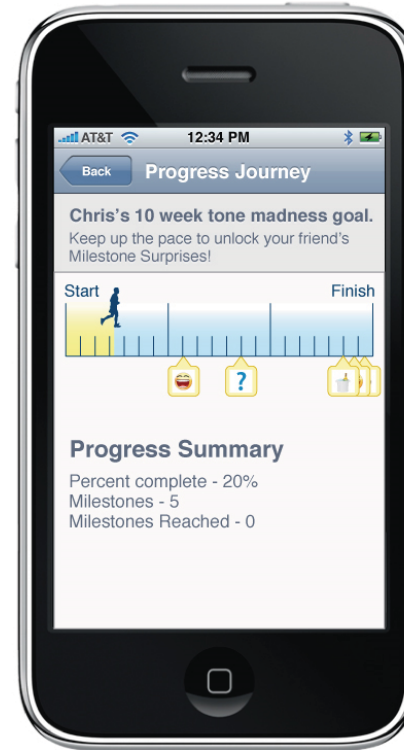 AT&T 12:34 PM
Back Progress Journey
Chris's 10 week tone madness goal.
Keep up the pace to unlock your friend's
Milestone Surprises!
Start Finish
?
Progress Summary
Percent complete - 20%
Milestones - 5
Milestones Reached - 0